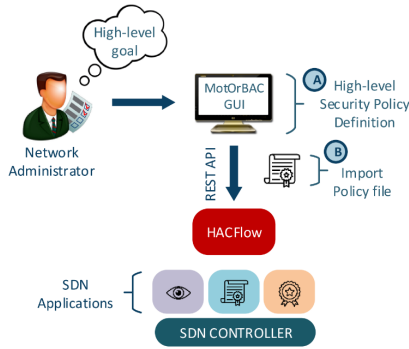 High-level
goal
MotOrBAC
GUI
A
High-level
Security Policy
Definition
Network
Administrator
REST API
B
Import
Policy file
HACFlow
SDN
Applications
SDN CONTROLLER